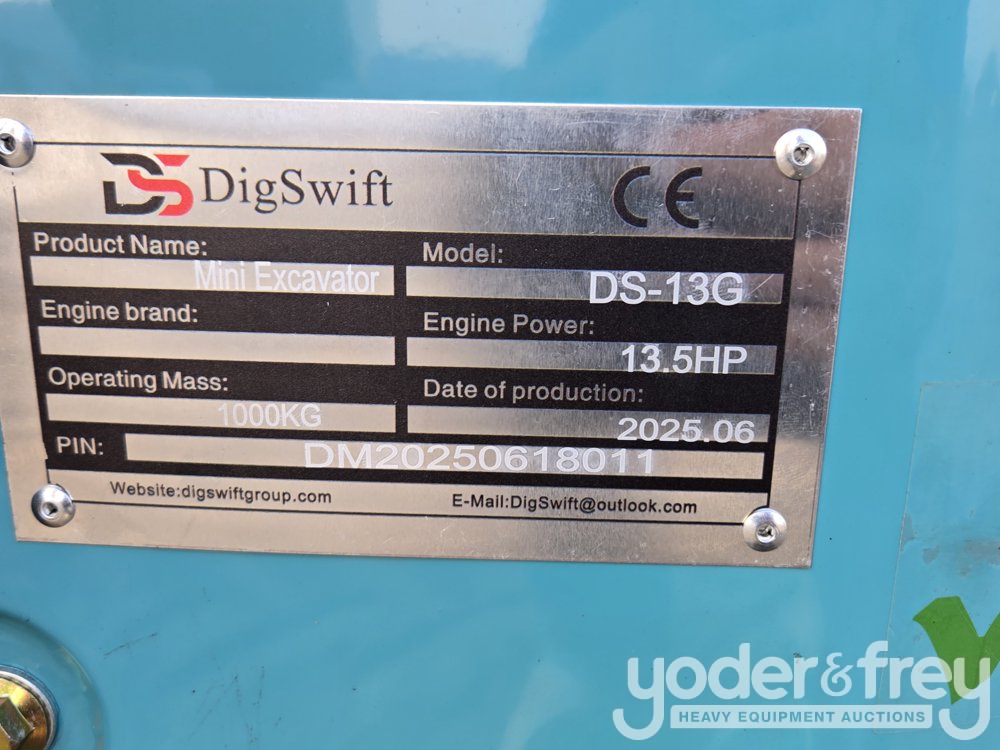 DS DigSwift CE
Product Name: Mini Excavator
Model: DS-13G
Engine brand:
Engine Power: 13.5HP
Operating Mass: 1000KG
Date of production: 2025.06
PIN: DM20250618011
Website:digswiftgroup.com
E-Mail:DigSwift@outlook.com
yoder&frey
HEAVY EQUIPMENT AUCTIONS